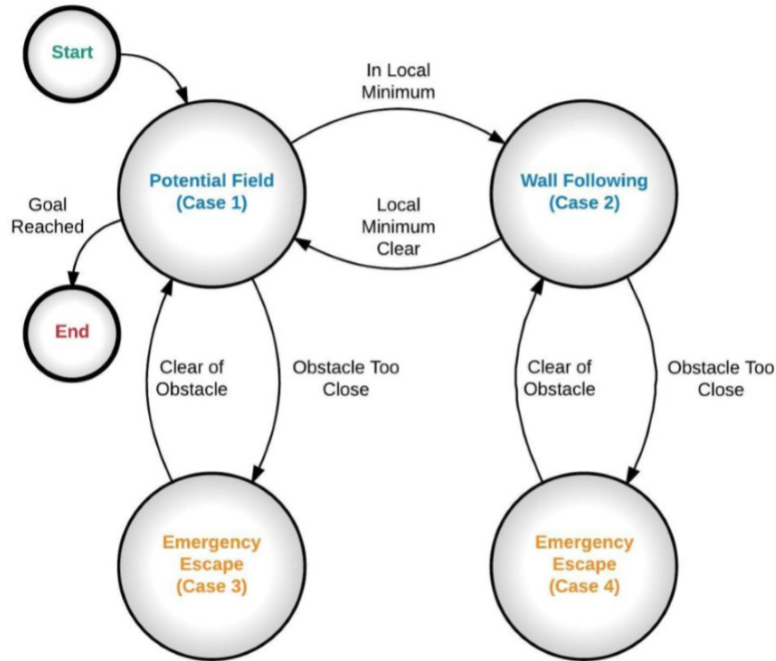 Start
In Local
Minimum
Potential Field
(Case 1)
Wall Following
(Case 2)
Goal
Reached
Local
Minimum
Clear
End
Clear of
Obstacle
Obstacle Too
Close
Clear of
Obstacle
Obstacle Too
Close
Emergency
Escape
(Case 3)
Emergency
Escape
(Case 4)